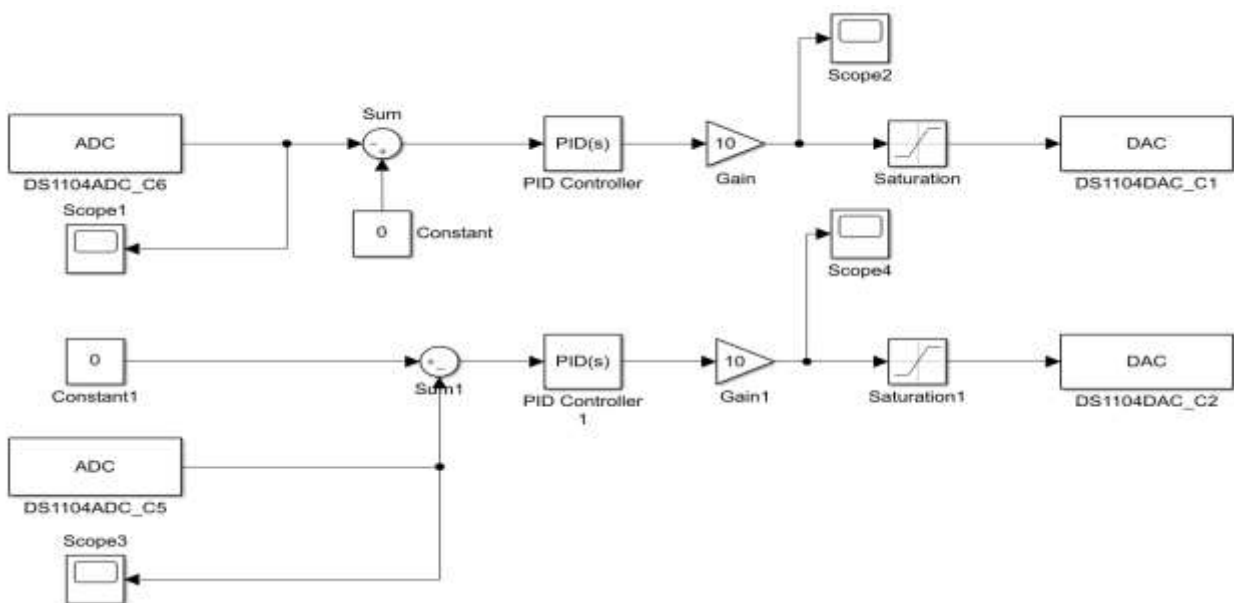 Scope2
Sum
ADC
PID(s)
10
DAC
DS1104ADC_C6
PID Controller
Gain
Saturation
DS1104DAC_C1
Scope1
0
Constant
Scope4
0
PID(s)
10
DAC
Constant1
Sum1
PID Controller
1
Gain1
Saturation1
DS1104DAC_C2
ADC
DS1104ADC_C5
Scope3